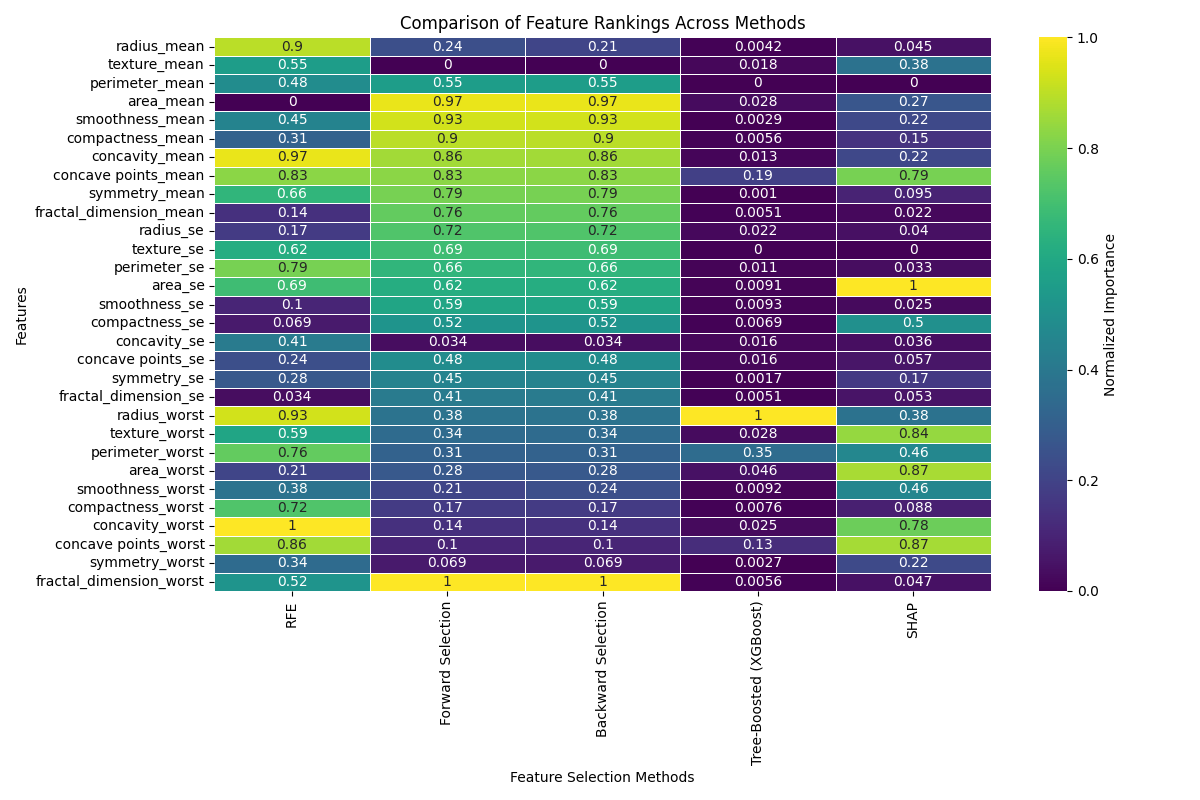 Comparison of Feature Rankings Across Methods
radius_mean 0.9 0.24 0.21 0.0042 0.045
texture_mean 0.55 0 0 0.018 0.38
perimeter_mean 0.48 0.55 0.55 0 0
area_mean 0 0.97 0.97 0.028 0.27
smoothness_mean 0.45 0.93 0.93 0.0029 0.22
compactness_mean 0.31 0.9 0.9 0.0056 0.15
concavity_mean 0.97 0.86 0.86 0.013 0.22
concave points_mean 0.83 0.83 0.83 0.19 0.79
symmetry_mean 0.66 0.79 0.79 0.001 0.095
fractal_dimension_mean 0.14 0.76 0.76 0.0051 0.022
radius_se 0.17 0.72 0.72 0.022 0.04
texture_se 0.62 0.69 0.69 0 0
perimeter_se 0.79 0.66 0.66 0.011 0.033
area_se 0.69 0.62 0.62 0.0091 1
smoothness_se 0.1 0.59 0.59 0.0093 0.025
compactness_se 0.069 0.52 0.52 0.0069 0.5
concavity_se 0.41 0.034 0.034 0.016 0.036
concave points_se 0.24 0.48 0.48 0.016 0.057
symmetry_se 0.28 0.45 0.45 0.0017 0.17
fractal_dimension_se 0.034 0.41 0.41 0.0051 0.053
radius_worst 0.93 0.38 0.38 1 0.38
texture_worst 0.59 0.34 0.34 0.028 0.84
perimeter_worst 0.76 0.31 0.31 0.35 0.46
area_worst 0.21 0.28 0.28 0.046 0.87
smoothness_worst 0.38 0.21 0.24 0.0092 0.46
compactness_worst 0.72 0.17 0.17 0.0076 0.088
concavity_worst 1 0.14 0.14 0.025 0.78
concave points_worst 0.86 0.1 0.1 0.13 0.87
symmetry_worst 0.34 0.069 0.069 0.0027 0.22
fractal_dimension_worst 0.52 1 1 0.0056 0.047
Features
RFE
Forward Selection
Backward Selection
Tree-Boosted (XGBoost)
SHAP
Feature Selection Methods
1.0
0.8
0.6
0.4
0.2
0.0
Normalized Importance